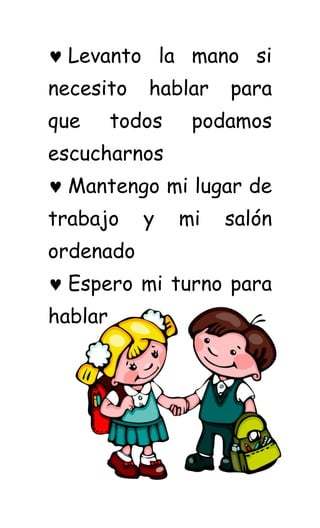 ♥ Levanto la mano si
necesito hablar para
que todos podamos
escucharnos
♥ Mantengo mi lugar de
trabajo y mi salón
ordenado
♥ Espero mi turno para
hablar